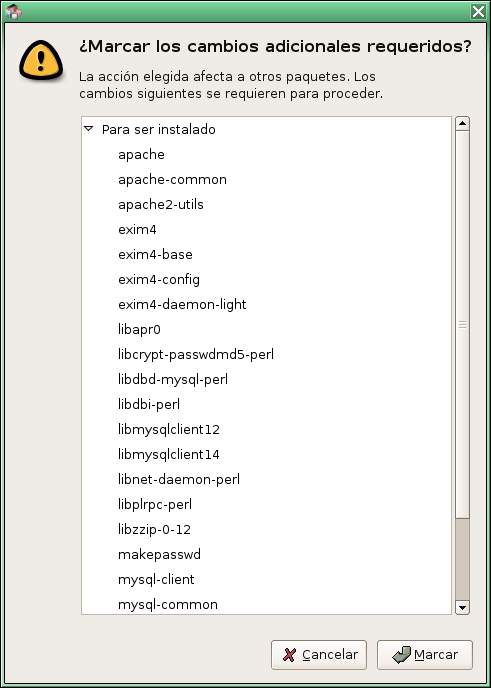 ¿Marcar los cambios adicionales requeridos?
La acción elegida afecta a otros paquetes. Los
cambios siguientes se requieren para proceder.
Para ser instalado
apache
apache-common
apache2-utils
exim4
exim4-base
exim4-config
exim4-daemon-light
libapr0
libcrypt-passwdmd5-perl
libdbd-mysql-perl
libdbi-perl
libmysqlclient12
libmysqlclient14
libnet-daemon-perl
libplrpc-perl
libzzip-0-12
makepasswd
mysql-client
mysql-common
Cancelar
Marcar